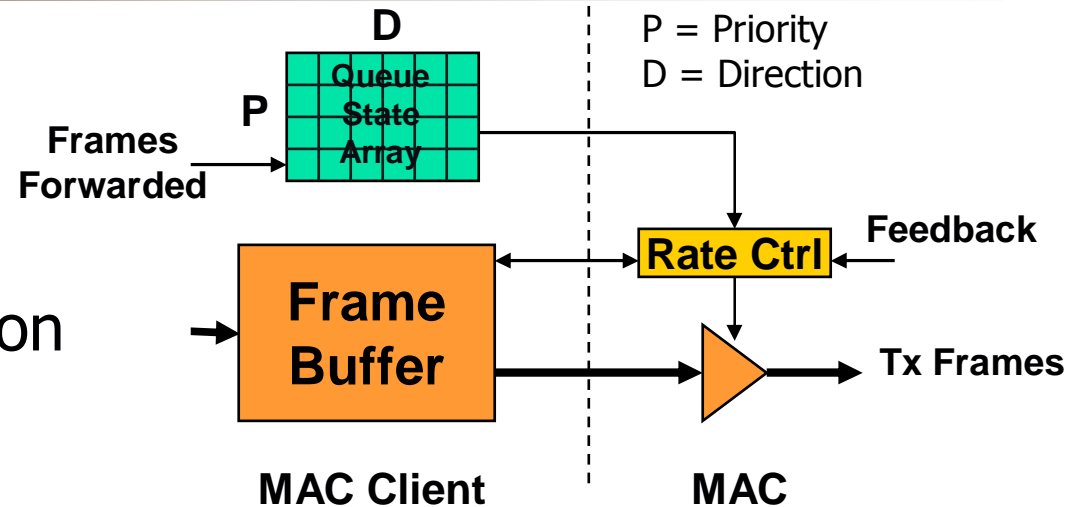 D
P = Priority
D = Direction
P
Queue
State
Array
Frames
Forwarded
Feedback
Rate Ctrl
Frame
Buffer
on
Tx Frames
MAC Client
MAC